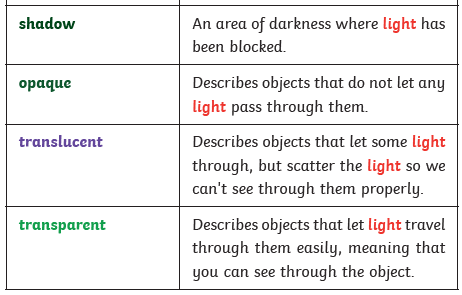 shadow
An area of darkness where light has
been blocked.
opaque
Describes objects that do not let any
light pass through them.
translucent
Describes objects that let some light
through, but scatter the light so we
can't see through them properly.
transparent
Describes objects that let light travel
through them easily, meaning that
you can see through the object.